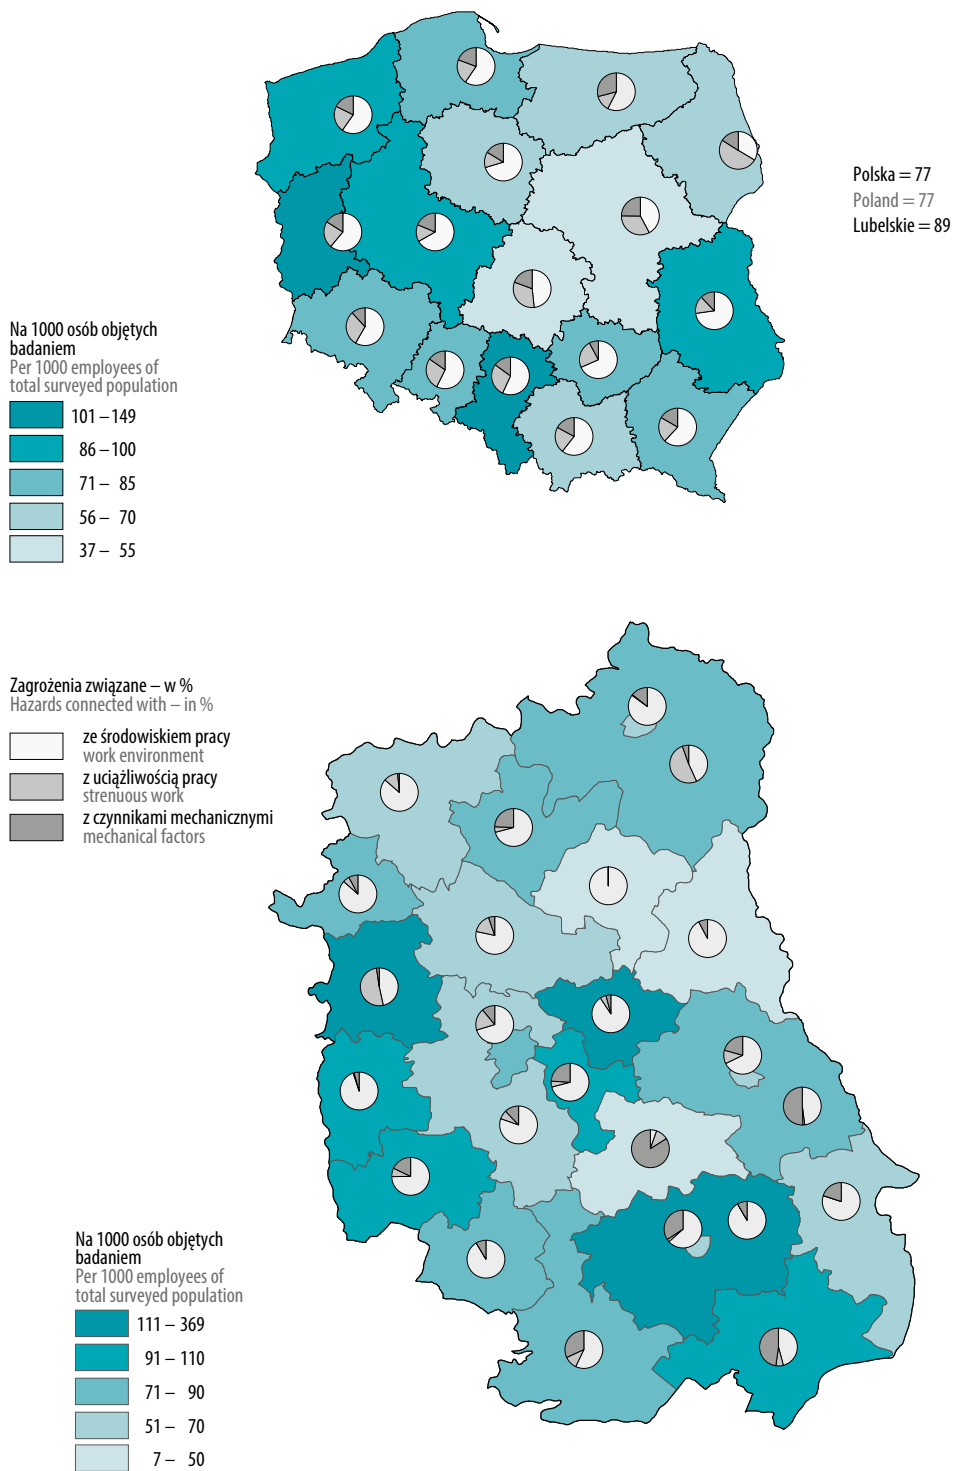 Polska = 77
Poland = 77
Lubelskie = 89
Na 1000 osób objętych
badaniem
Per 1000 employees of
total surveyed population
101 – 149
86 – 100
71 – 85
56 – 70
37 – 55
Zagrożenia związane – w %
Hazards connected with – in %
ze środowiskiem pracy
work environment
z uciążliwością pracy
strenuous work
z czynnikami mechanicznymi
mechanical factors
Na 1000 osób objętych
badaniem
Per 1000 employees of
total surveyed population
111 – 369
91 – 110
71 – 90
51 – 70
7 – 50